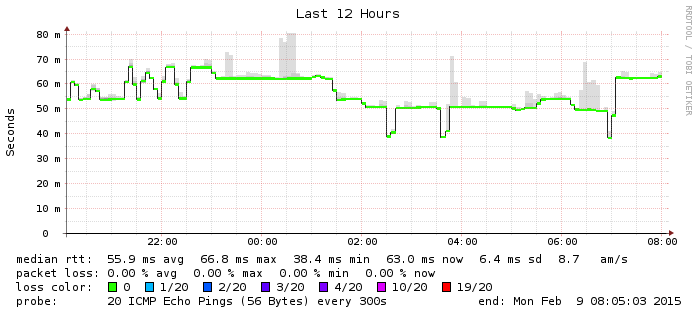 Last 12 Hours
RRDTOOL / TOBI OETIKER
Seconds
80 m
70 m
60 m
50 m
40 m
30 m
20 m
10 m
0
22:00 00:00 02:00 04:00 06:00 08:00
median rtt: 55.9 ms avg 66.8 ms max 38.4 ms min 63.0 ms now 6.4 ms sd 8.7 am/s
packet loss: 0.00 % avg 0.00 % max 0.00 % min 0.00 % now
loss color: 0 1/20 2/20 3/20 4/20 10/20 19/20
probe: 20 ICMP Echo Pings (56 Bytes) every 300s end: Mon Feb 9 08:05:03 2015